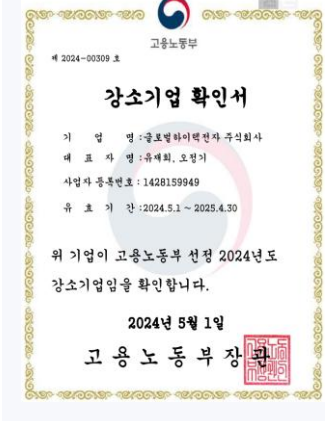 고용노동부
제 2024-00309 호
강소기업 확인서
기 업 명 :글로벌하이텍전자 주식회사
대 표 자 명 :유재희, 오정기
사업자 등록번호 : 1428159949
유 효 기 간 :2024.5.1 ~ 2025.4.30
위 기업이 고용노동부 선정 2024년도
강소기업임을 확인합니다.
2024년 5월 1일
고 용 노 동 부 장 관